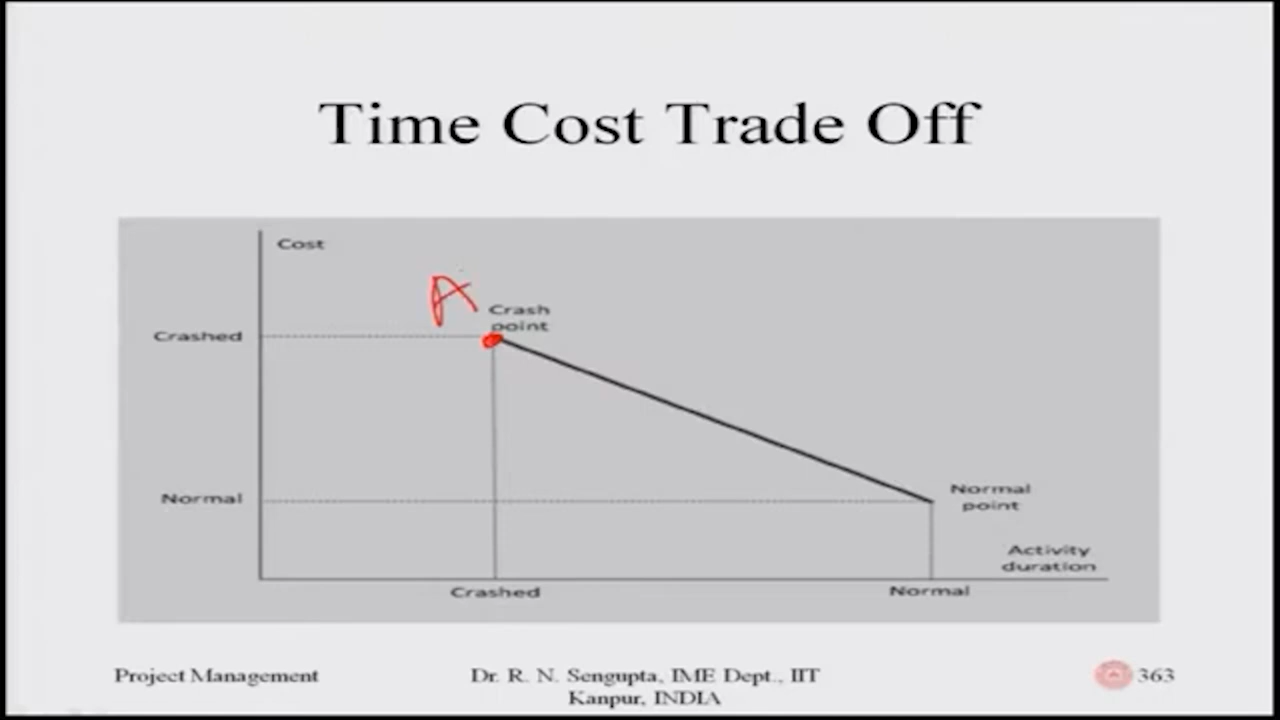 Time Cost Trade Off
Cost
A
Crash
point
Crashed
Normal
Normal
point
Activity
duration
Crashed
Normal
Project Management
Dr. R. N. Sengupta, IME Dept., IIT
Kanpur, INDIA
363